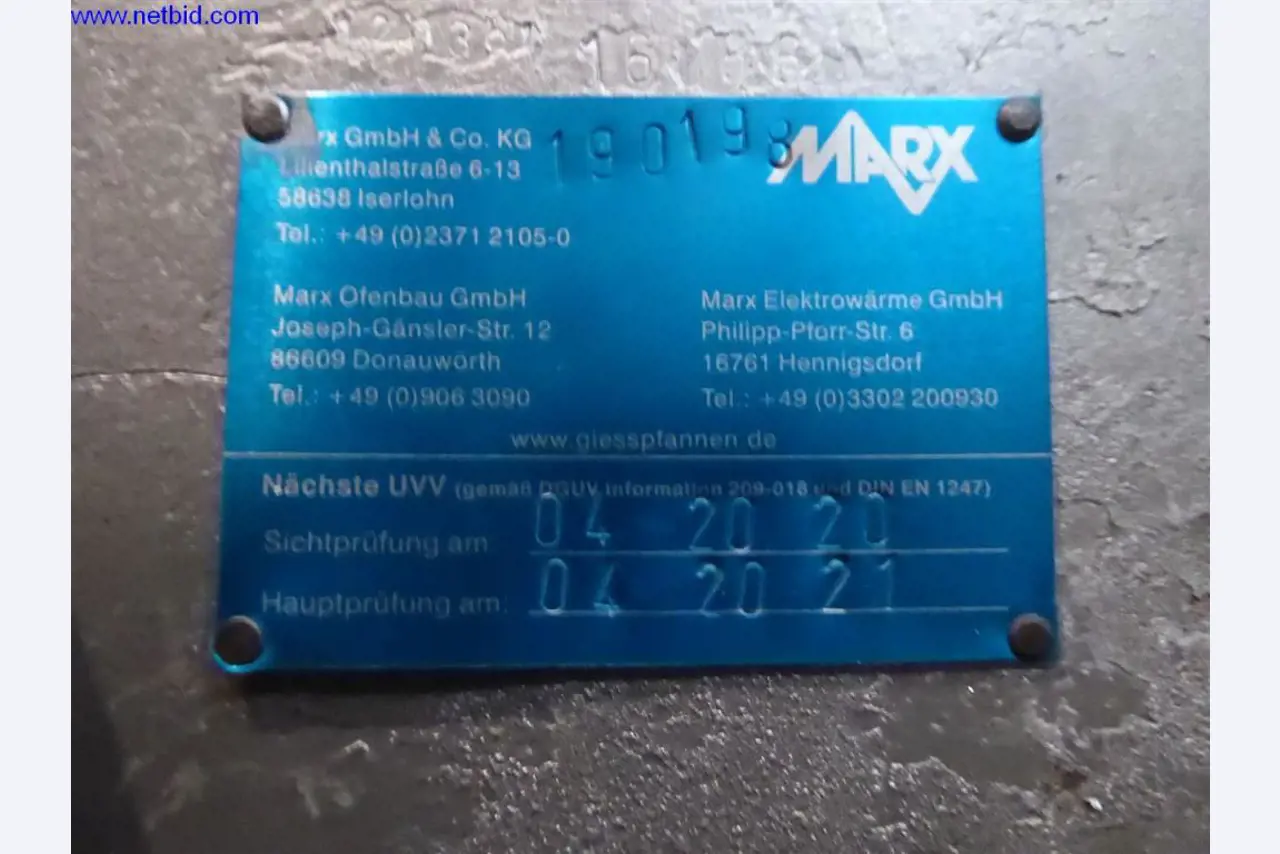 www.netbid.com
GmbH & Co. KG
190198
MARX
Lilienthalstraße 6-13
58638 Iserlohn
Tel.: +49 (0)2371 2105-0
Marx Ofenbau GmbH
Joseph-Gänsler-Str. 12
86609 Donauwörth
Tel.: +49 (0)906 3090
Marx Elektrowärme GmbH
Philipp-Pforr-Str. 6
16761 Hennigsdorf
Tel.: +49 (0)3302 200930
www.giesspfannen.de
Nächste UVV (gemäß DGUV Information 209-018 und DIN EN 1247)
Sichtprüfung am 04 20 20
Hauptprüfung am: 04 20 21